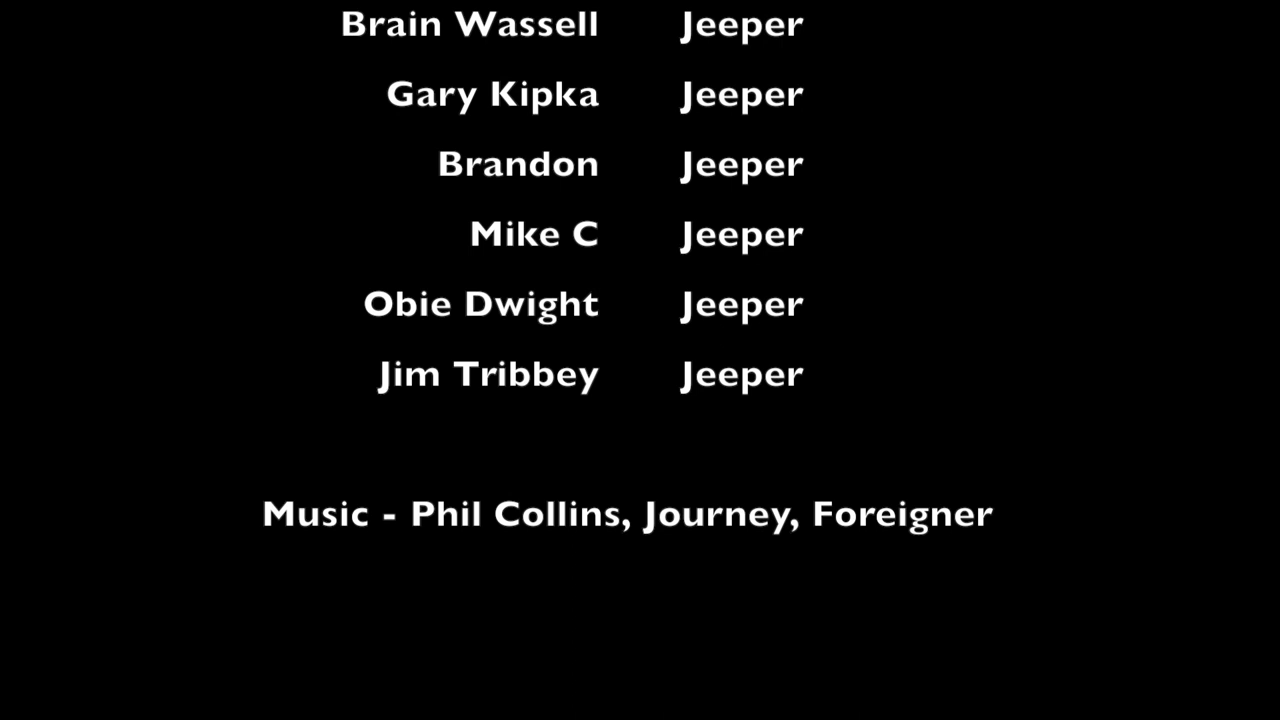 Brain Wassell Jeeper
Gary Kipka Jeeper
Brandon Jeeper
Mike C Jeeper
Obie Dwight Jeeper
Jim Tribbey Jeeper
Music - Phil Collins, Journey, Foreigner